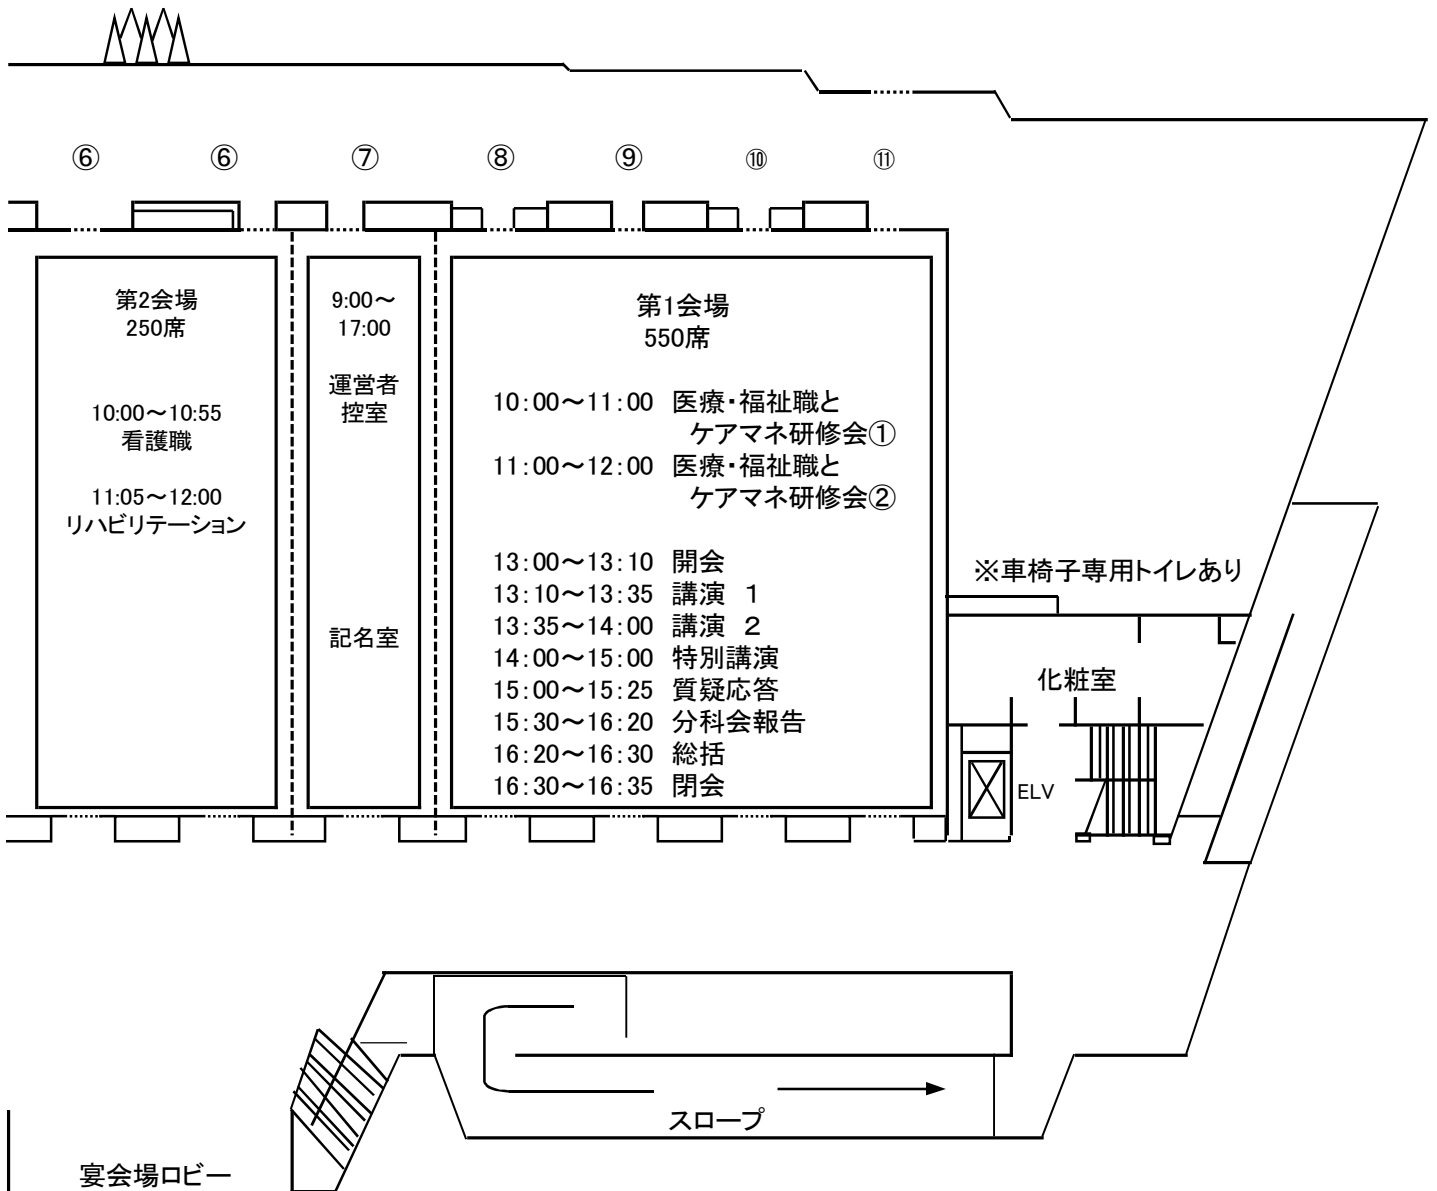 ⑥ ⑥ ⑦ ⑧ ⑨ ⑩ ⑪
第2会場
250席
10:00～10:55
看護職
11:05～12:00
リハビリテーション
9:00～
17:00
運営者
控室
記名室
第1会場
550席
10:00～11:00 医療・福祉職と
ケアマネ研修会①
11:00～12:00 医療・福祉職と
ケアマネ研修会②
13:00～13:10 開会
13:10～13:35 講演 1
13:35～14:00 講演 2
14:00～15:00 特別講演
15:00～15:25 質疑応答
15:30～16:20 分科会報告
16:20～16:30 総括
16:30～16:35 閉会
※車椅子専用トイレあり
化粧室
ELV
スロープ
宴会場ロビー